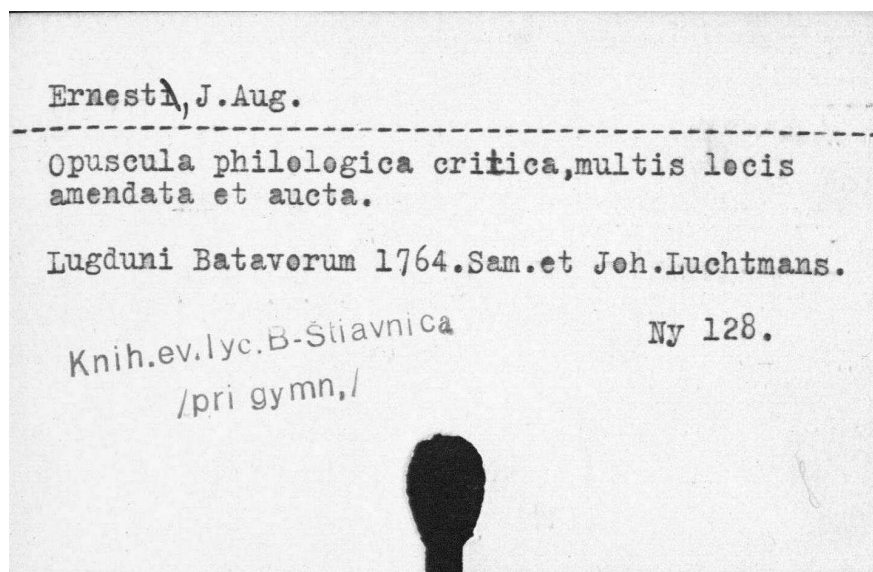 Ernesti, J.Aug.
Opuscula philologica critica,multis locis
amendata et aucta.
Lugduni Batavorum 1764.Sam.et Joh.Luchtmans.
Ny 128.
Knih.ev.lyc.B-Štiavnica
/pri gymn,/